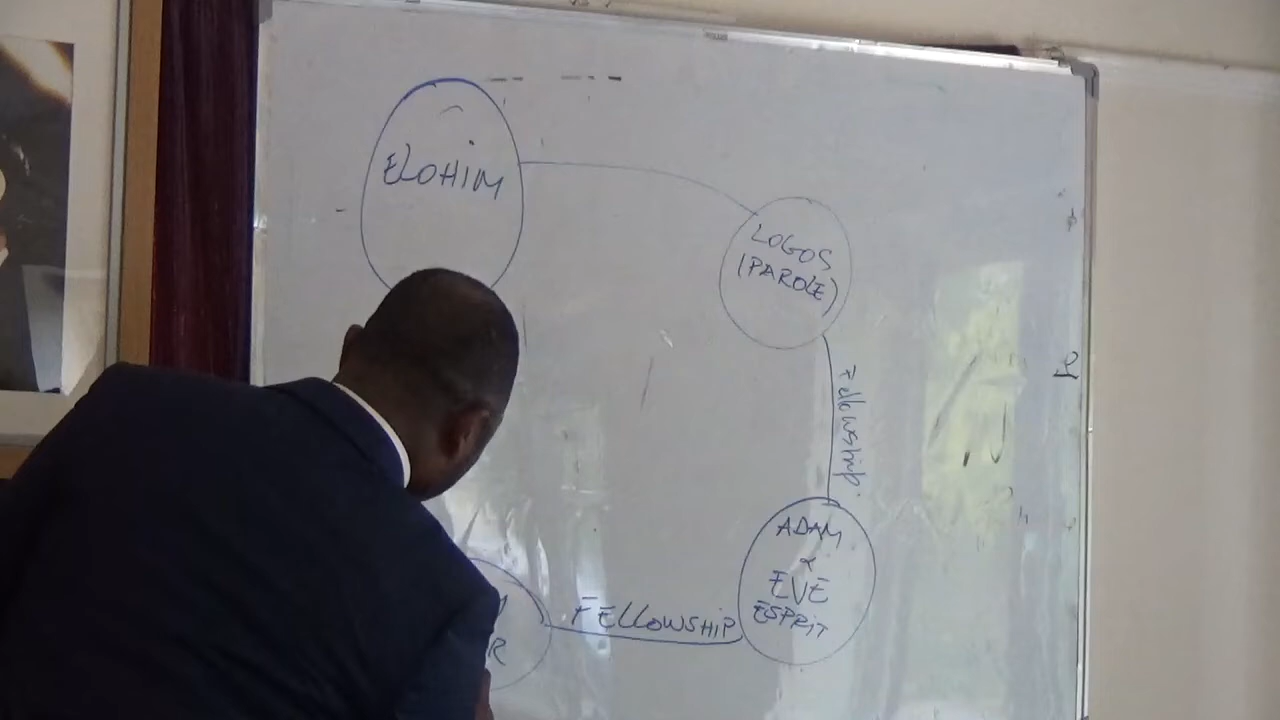 ELOHIM
LOGOS
(PAROLE)
Fellowship
ADAM
&
EVE
ESPRIT
FELLOWSHIP